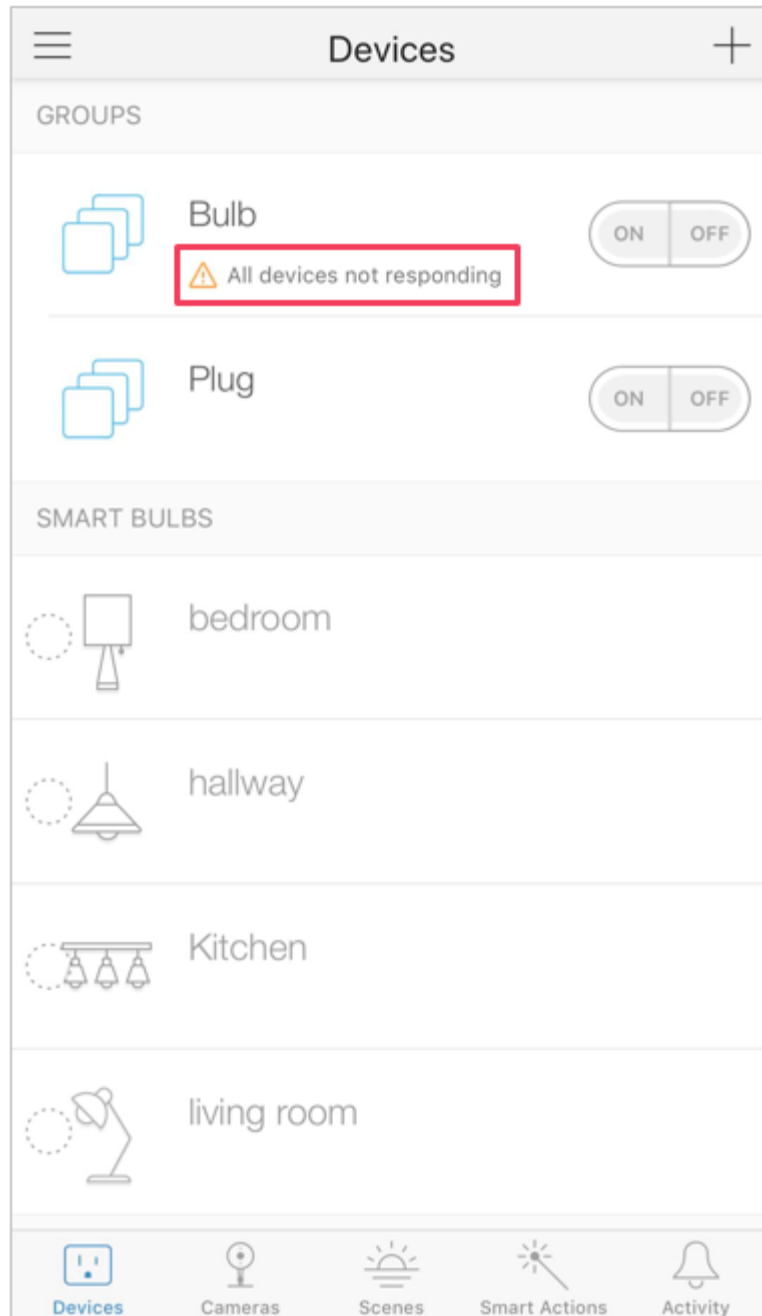 Devices
GROUPS
Bulb
ON OFF
All devices not responding
Plug
ON OFF
SMART BULBS
bedroom
hallway
Kitchen
living room
Devices Cameras Scenes Smart Actions Activity